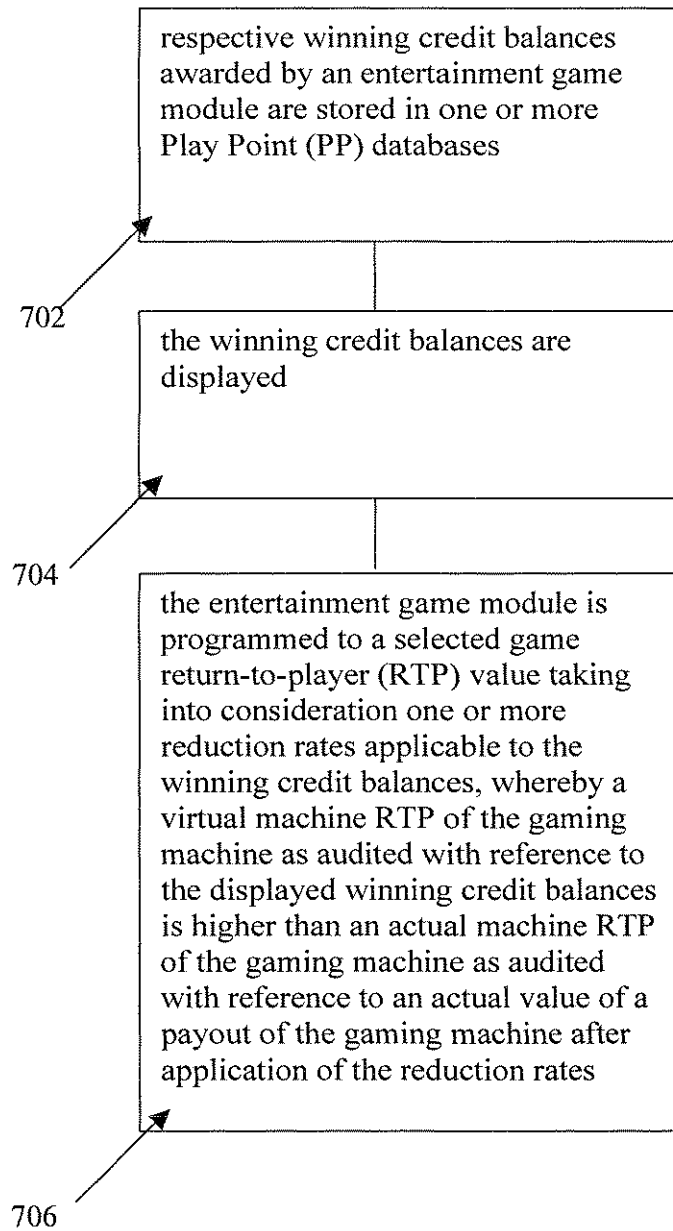 respective winning credit balances
awarded by an entertainment game
module are stored in one or more
Play Point (PP) databases
702
the winning credit balances are
displayed
704
the entertainment game module is
programmed to a selected game
return-to-player (RTP) value taking
into consideration one or more
reduction rates applicable to the
winning credit balances, whereby a
virtual machine RTP of the gaming
machine as audited with reference to
the displayed winning credit balances
is higher than an actual machine RTP
of the gaming machine as audited
with reference to an actual value of a
payout of the gaming machine after
application of the reduction rates
706